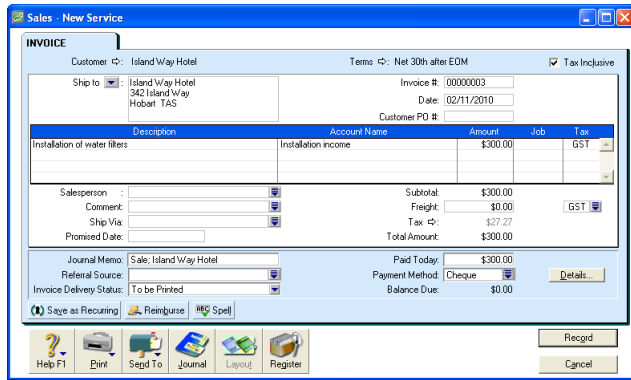 Sales - New Service
INVOICE
Customer ⇨: Island Way Hotel Terms ⇨: Net 30th after EOM Tax Inclusive
Ship to : Island Way Hotel Invoice #: 00000003
342 Island Way
Hobart TAS
Date: 02/11/2010
Customer PO #:
Description Account Name Amount Job Tax
Installation of water filters Installation income $300.00 GST
Salesperson : Subtotal: $300.00
Comment: Freight: $0.00 GST
Ship Via: Tax ⇨: $27.27
Promised Date: Total Amount: $300.00
Journal Memo: Sale; Island Way Hotel Paid Today: $300.00
Referral Source: Payment Method: Cheque Details...
Invoice Delivery Status: To be Printed Balance Due: $0.00
Save as Recurring Reimburse ABC Spell
Help F1 Print Send To Journal Layout Register
Record
Cancel